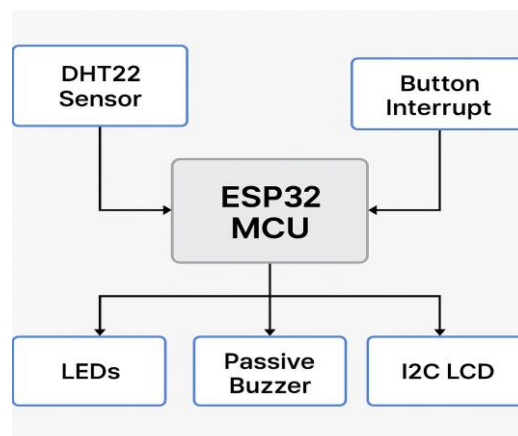 DHT22
Sensor
Button
Interrupt
ESP32
MCU
LEDs
Passive
Buzzer
I2C LCD